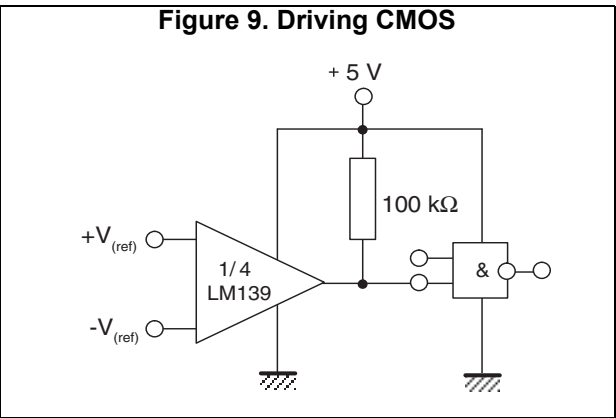 Figure 9. Driving CMOS
+ 5 V
100 kΩ
+V(ref)
1/4
LM139
&
-V(ref)